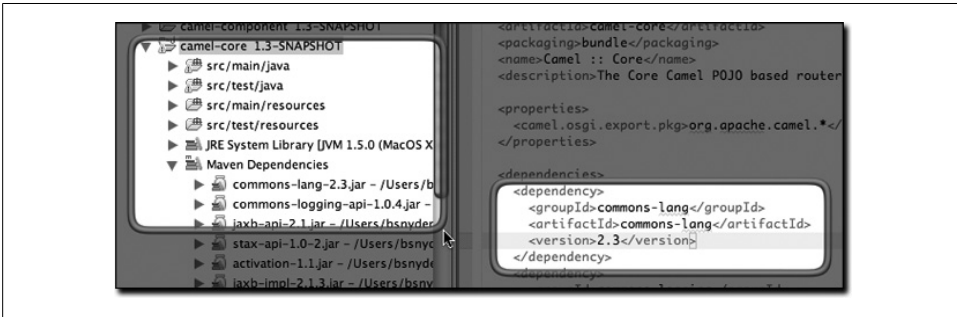 camel-component 1.3-SNAPSHOT
camel-core 1.3-SNAPSHOT
src/main/java
src/test/java
src/main/resources
src/test/resources
JRE System Library [JVM 1.5.0 (MacOS X
Maven Dependencies
commons-lang-2.3.jar – /Users/b
commons-logging-api-1.0.4.jar –
jaxb-api-2.1.jar – /Users/bsnyder
stax-api-1.0-2.jar – /Users/bsnyd
activation-1.1.jar – /Users/bsnyde
jaxb-impl-2.1.3.jar – /Users/bsny
<artifactId>camel-core</artifactId>
<packaging>bundle</packaging>
<name>Camel :: Core</name>
<description>The Core Camel POJO based router
<properties>
<camel.osgi.export.pkg>org.apache.camel.*</
</properties>
<dependencies>
<dependency>
<groupId>commons-lang</groupId>
<artifactId>commons-lang</artifactId>
<version>2.3</version>
</dependency>
<dependency>